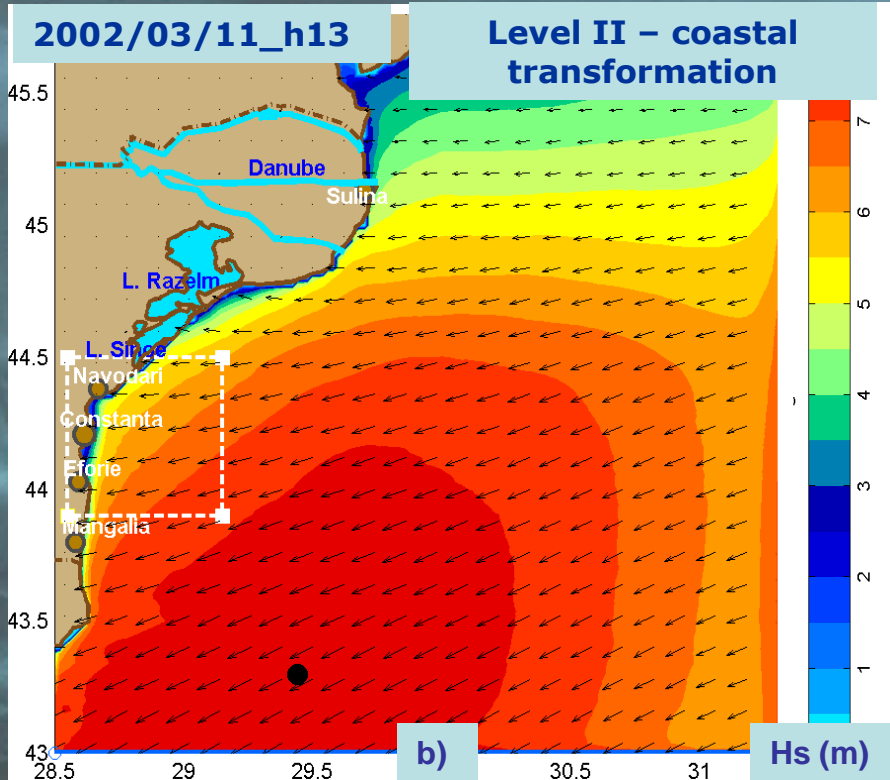 2002/03/11_h13
Level II – coastal
transformation
45.5
45
44.5
44
43.5
43
28.5
29
29.5
30.5
31
Danube
Sulina
L. Razelm
L. Sinoe
Navodari
Constanta
Eforie
Mangalia
7
6
5
4
3
2
1
b)
Hs (m)